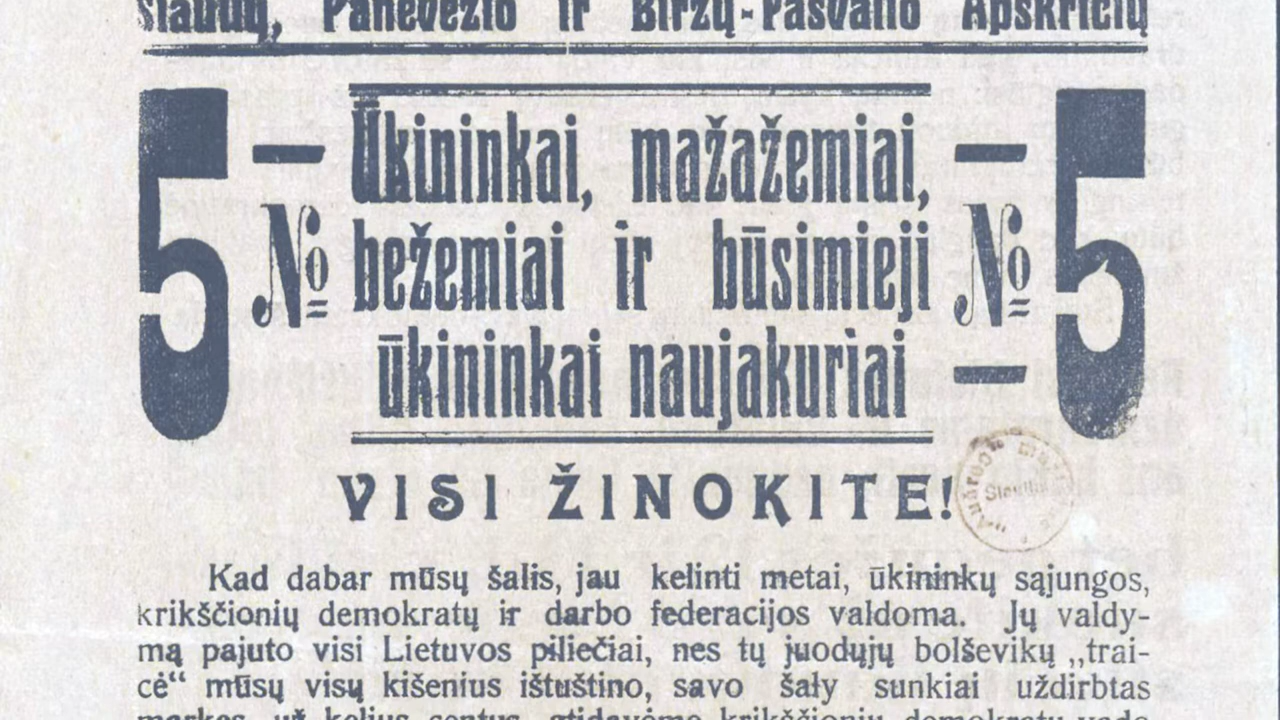 Šiaulių, Panevėžio ir Biržų-Pasvalio Apskričių
5 — № Ūkininkai, mažažemiai, — № 5
bežemiai ir būsimieji
ūkininkai naujakuriai —
VISI ŽINOKITE!
Kad dabar mūsų šalis, jau kelinti metai, ūkininkų sąjungos,
krikščionių demokratų ir darbo federacijos valdoma. Jų valdy-
mą pajuto visi Lietuvos piliečiai, nes tų juodųjų bolševikų „trai-
cė“ mūsų visų kišenius ištuštino, savo šaly sunkiai uždirbtas
markes už kelius centus atidavėme krikščionių demokratų vado